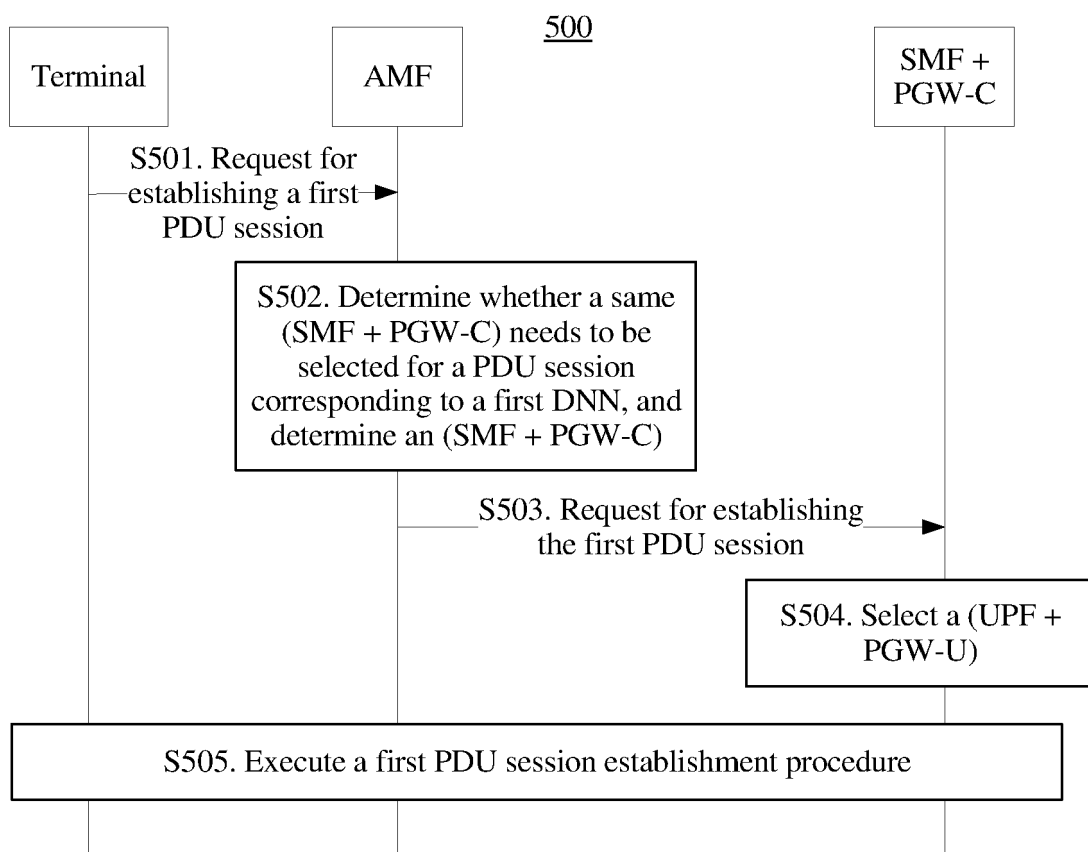 500
Terminal
AMF
SMF +
PGW-C
S501. Request for
establishing a first
PDU session
S502. Determine whether a same
(SMF + PGW-C) needs to be
selected for a PDU session
corresponding to a first DNN, and
determine an (SMF + PGW-C)
S503. Request for establishing
the first PDU session
S504. Select a (UPF +
PGW-U)
S505. Execute a first PDU session establishment procedure